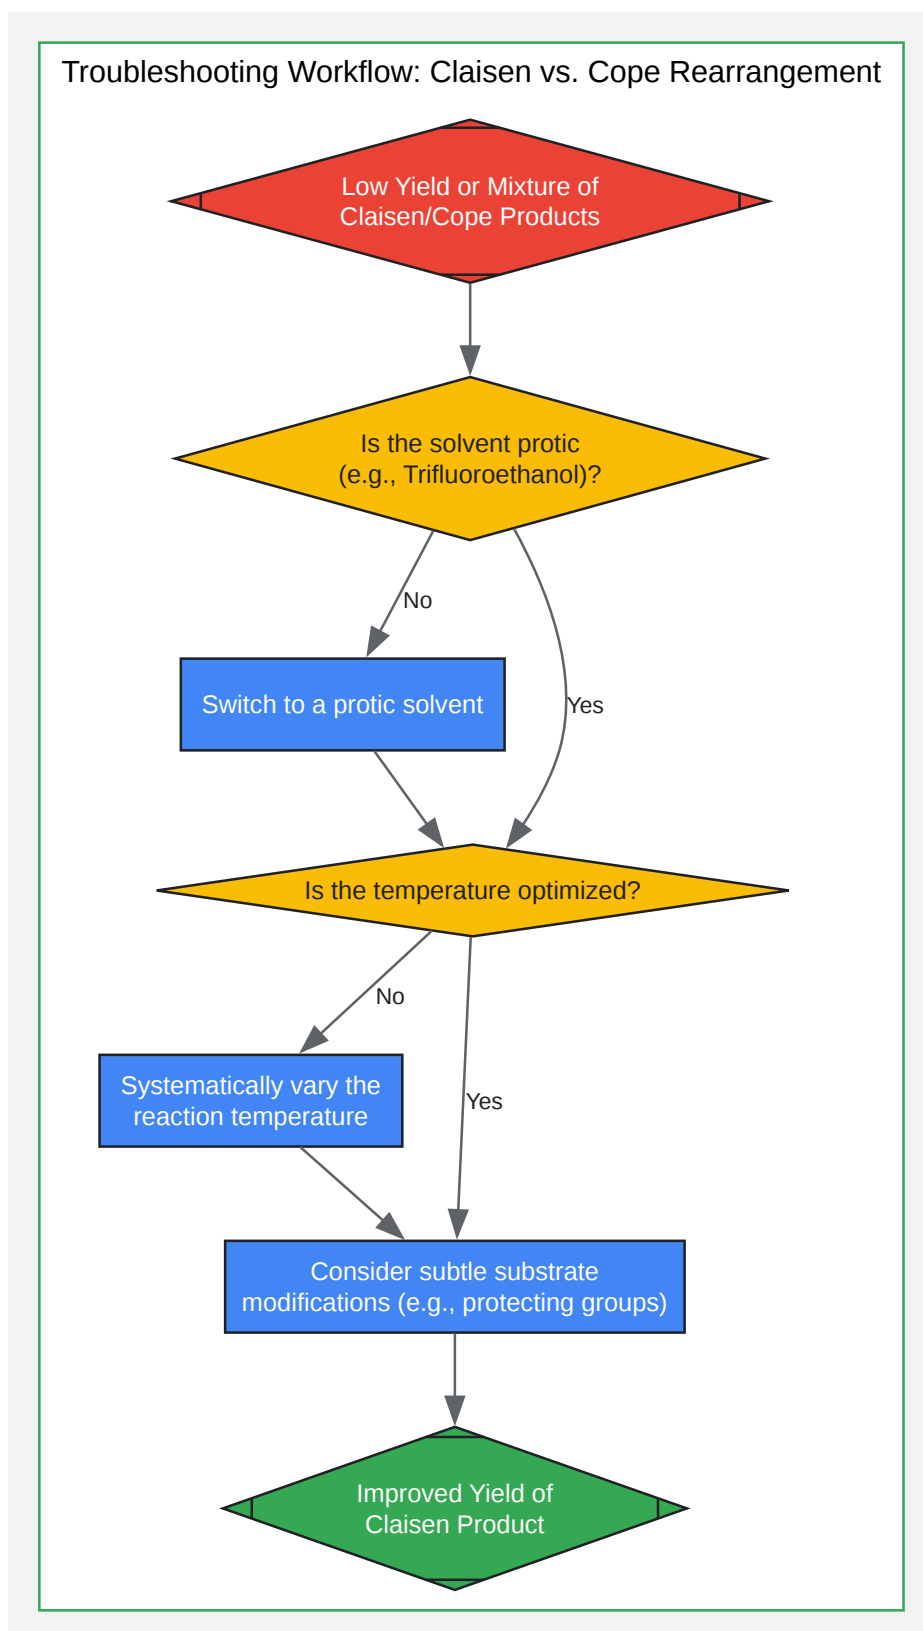 Troubleshooting Workflow: Claisen vs. Cope Rearrangement
Low Yield or Mixture of
Claisen/Cope Products
Is the solvent protic
(e.g., Trifluoroethanol)?
No
Switch to a protic solvent
Yes
Is the temperature optimized?
No
Systematically vary the
reaction temperature
Yes
Consider subtle substrate
modifications (e.g., protecting groups)
Improved Yield of
Claisen Product